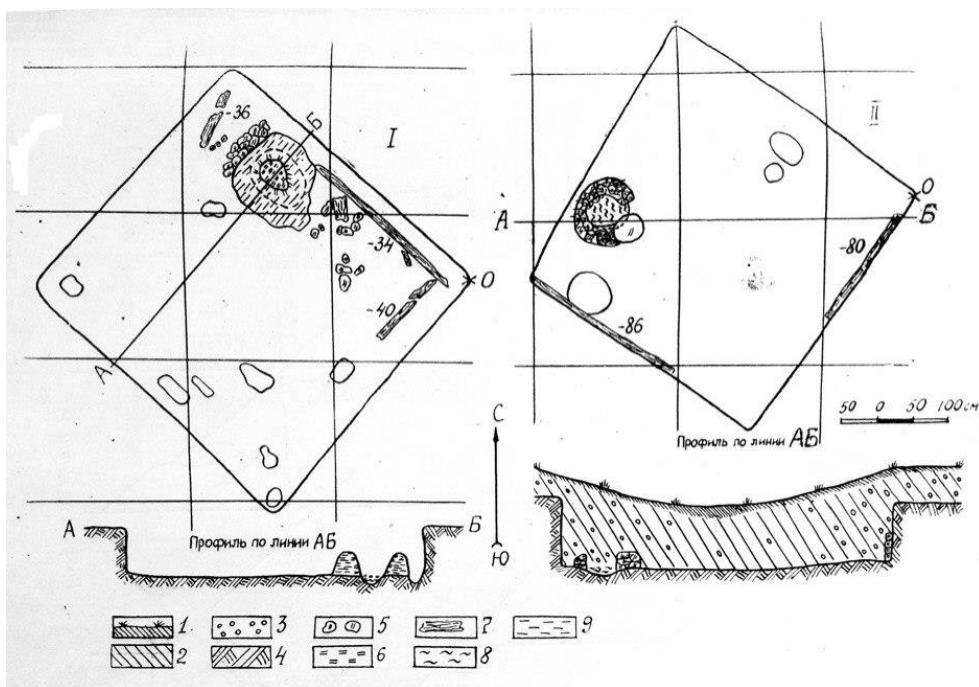 -36
Б
I
-34
О
-40
А
II
О
А
Б
-80
-86
С
50 0 50 100 см
Профиль по линии АБ
А
Б
Профиль по линии АБ
Ю
1
3
5
7
9
2
4
6
8